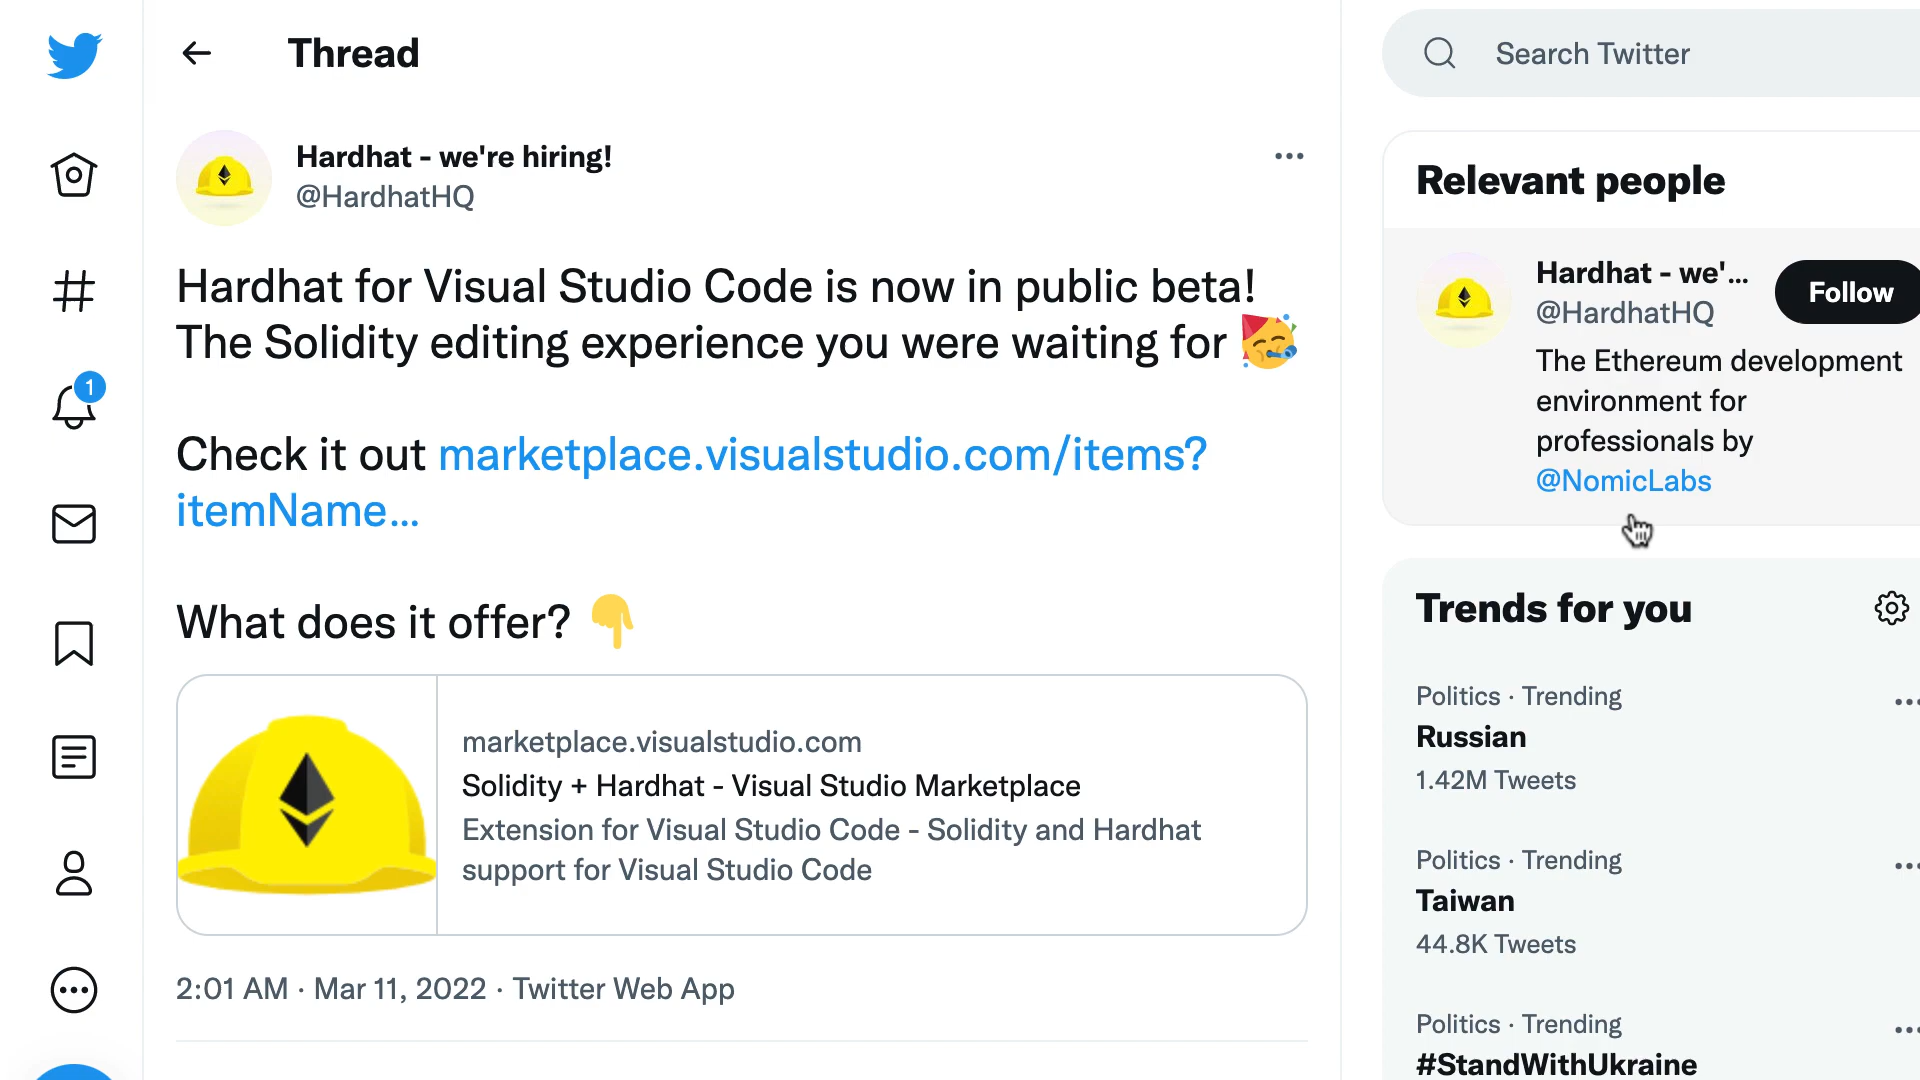 Thread
Hardhat - we're hiring!
@HardhatHQ
Hardhat for Visual Studio Code is now in public beta!
The Solidity editing experience you were waiting for 🥳
Check it out marketplace.visualstudio.com/items?
itemName...
What does it offer? 👇
marketplace.visualstudio.com
Solidity + Hardhat - Visual Studio Marketplace
Extension for Visual Studio Code - Solidity and Hardhat
support for Visual Studio Code
2:01 AM · Mar 11, 2022 · Twitter Web App
1
Search Twitter
Relevant people
Hardhat - we'...
@HardhatHQ
Follow
The Ethereum development
environment for
professionals by
@NomicLabs
Trends for you
Politics · Trending
Russian
1.42M Tweets
Politics · Trending
Taiwan
44.8K Tweets
Politics · Trending
#StandWithUkraine